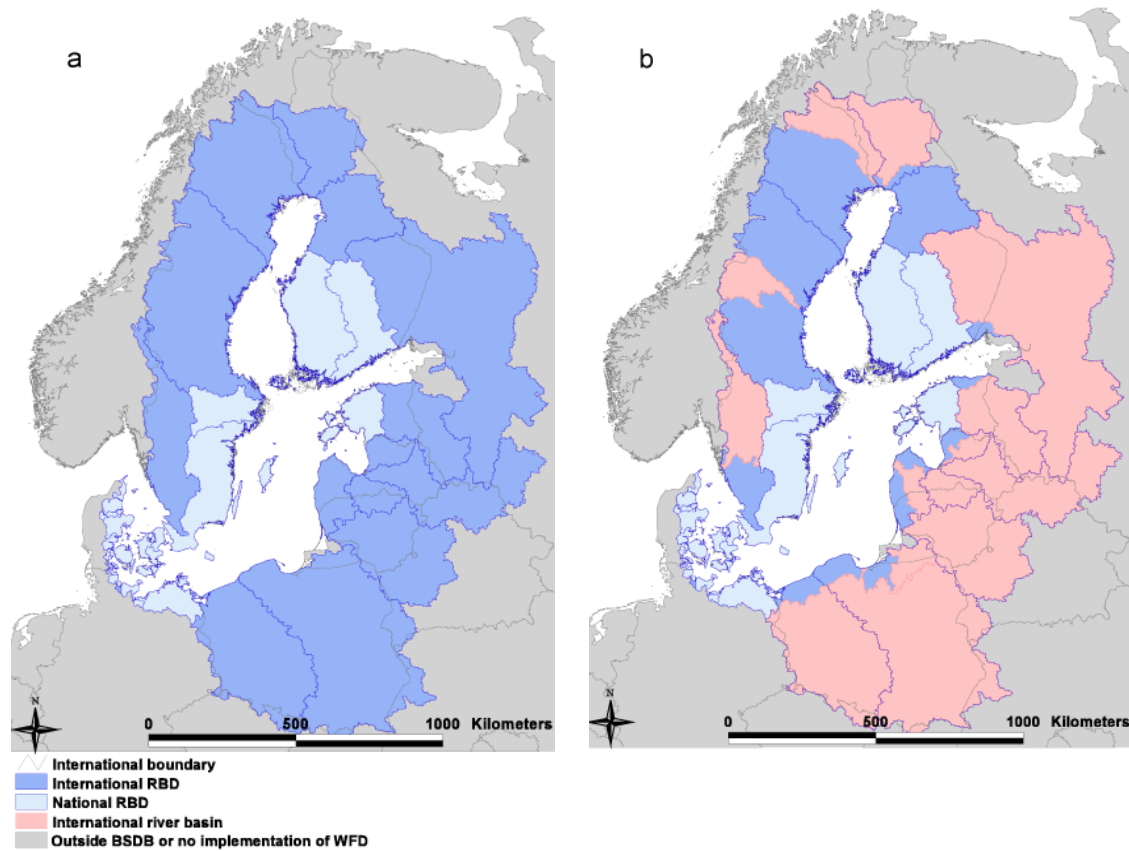 a
b
N
0 500 1000 Kilometers
N
0 500 1000 Kilometers
International boundary
International RBD
National RBD
International river basin
Outside BSDB or no implementation of WFD